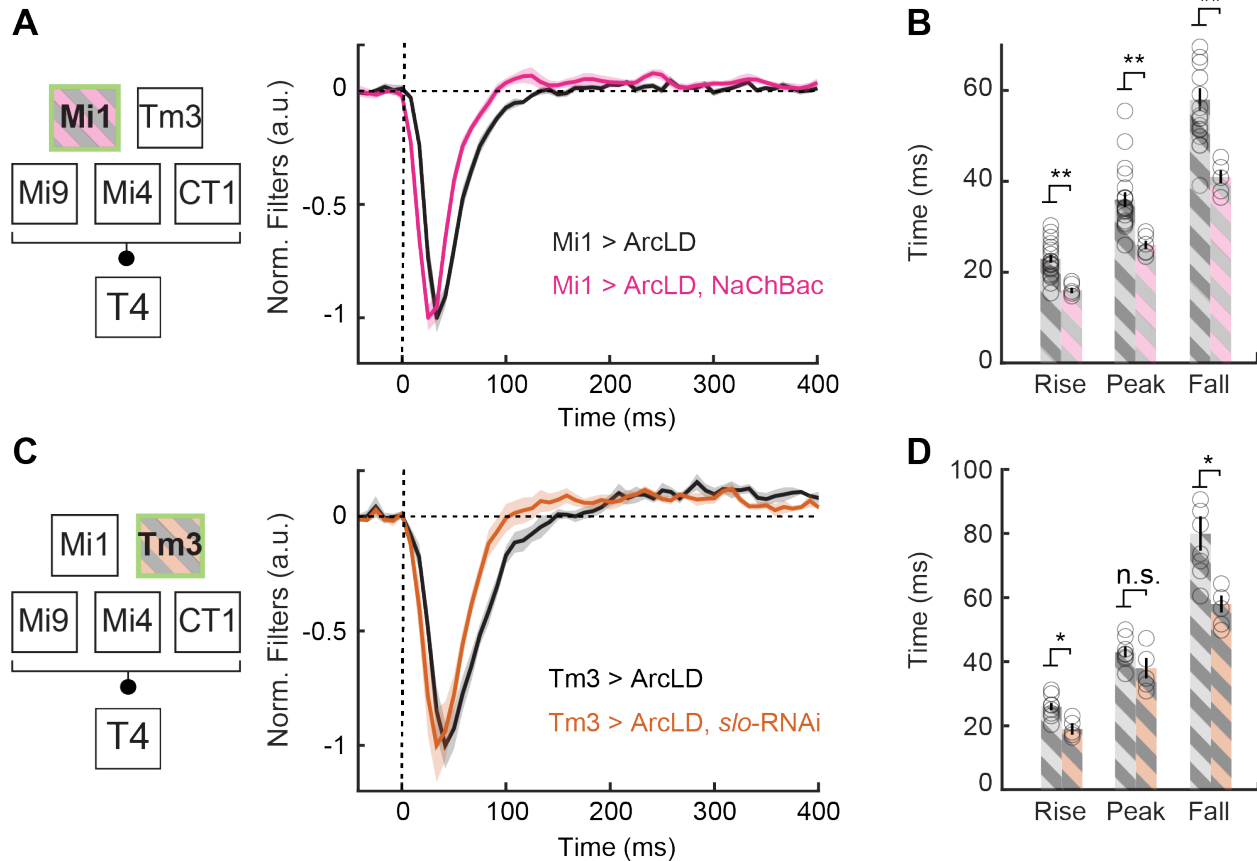 A
Mi1 Tm3
Mi9 Mi4 CT1
T4
Norm. Filters (a.u.)
0
-0.5
-1
Mi1 > ArcLD
Mi1 > ArcLD, NaChBac
0 100 200 300 400
Time (ms)
B
Time (ms)
60
40
20
0
**
**
**
Rise Peak Fall
C
Mi1 Tm3
Mi9 Mi4 CT1
T4
Norm. Filters (a.u.)
0
-0.5
-1
Tm3 > ArcLD
Tm3 > ArcLD, slo-RNAi
0 100 200 300 400
Time (ms)
D
Time (ms)
100
80
60
40
20
0
*
n.s.
*
Rise Peak Fall